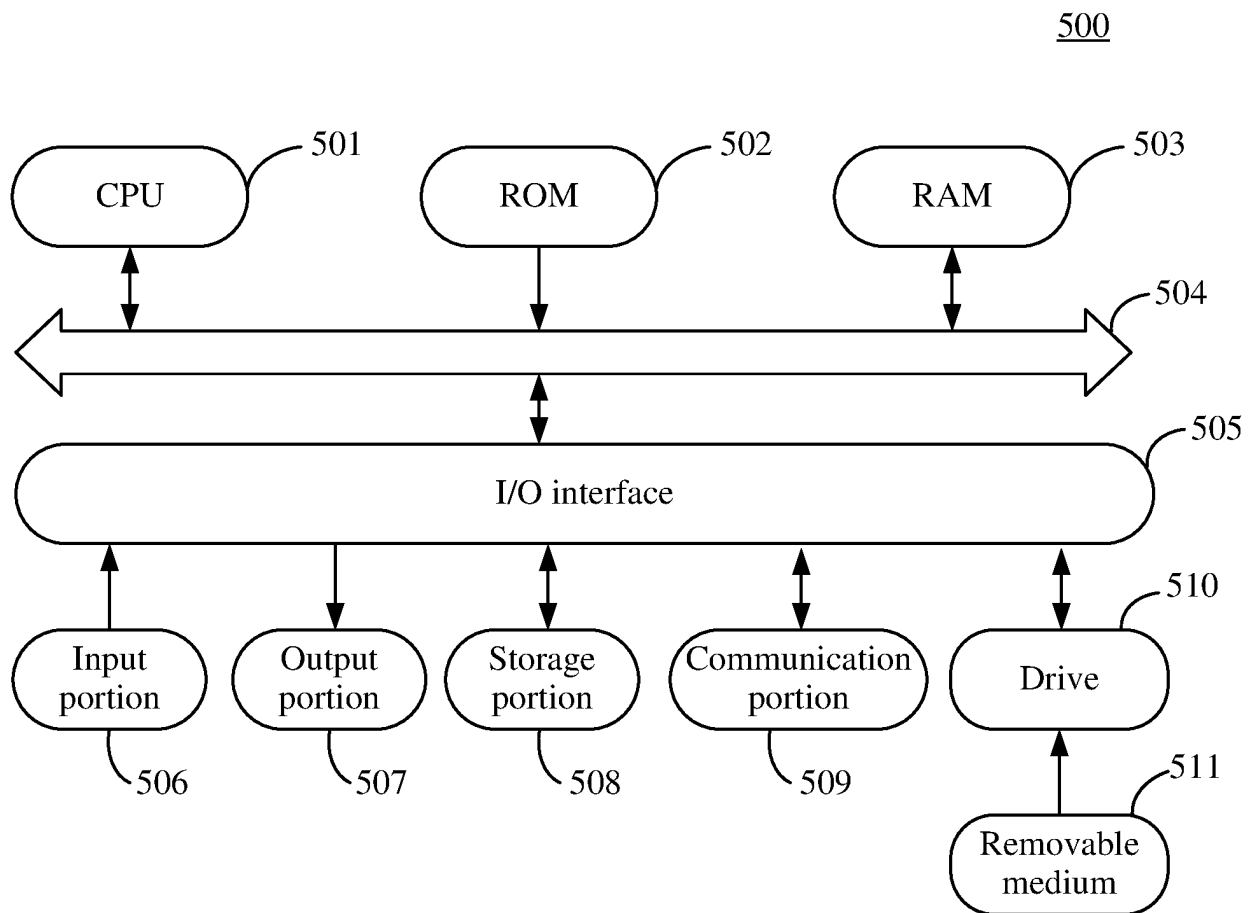 500
501
502
503
CPU
ROM
RAM
504
505
I/O interface
510
Input
portion
Output
portion
Storage
portion
Communication
portion
Drive
506
507
508
509
511
Removable
medium